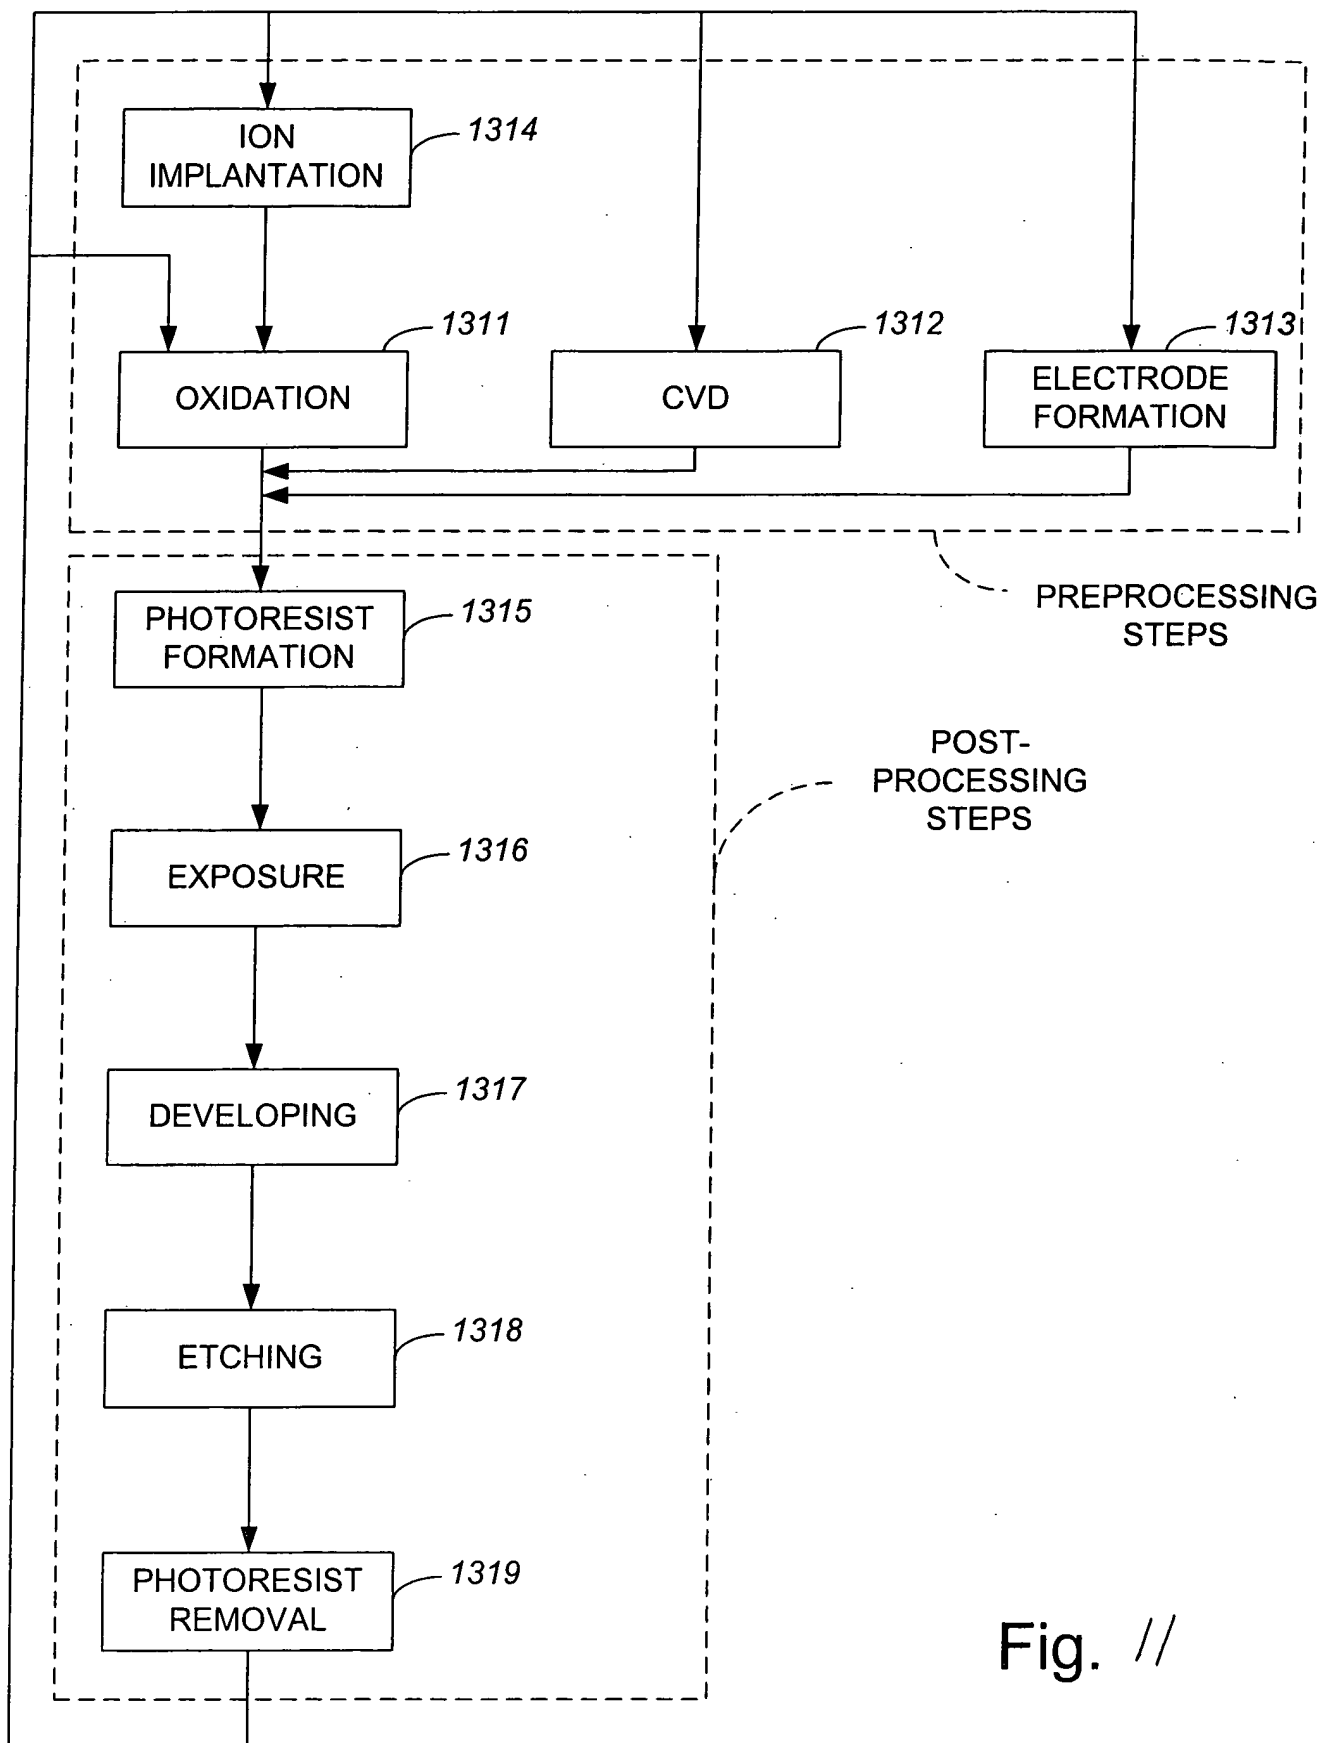 ION
IMPLANTATION
1314
1311
1312
1313
OXIDATION
CVD
ELECTRODE
FORMATION
PREPROCESSING
STEPS
PHOTORESIST
FORMATION
1315
POST-
PROCESSING
STEPS
EXPOSURE
1316
DEVELOPING
1317
ETCHING
1318
PHOTORESIST
REMOVAL
1319
Fig. 11